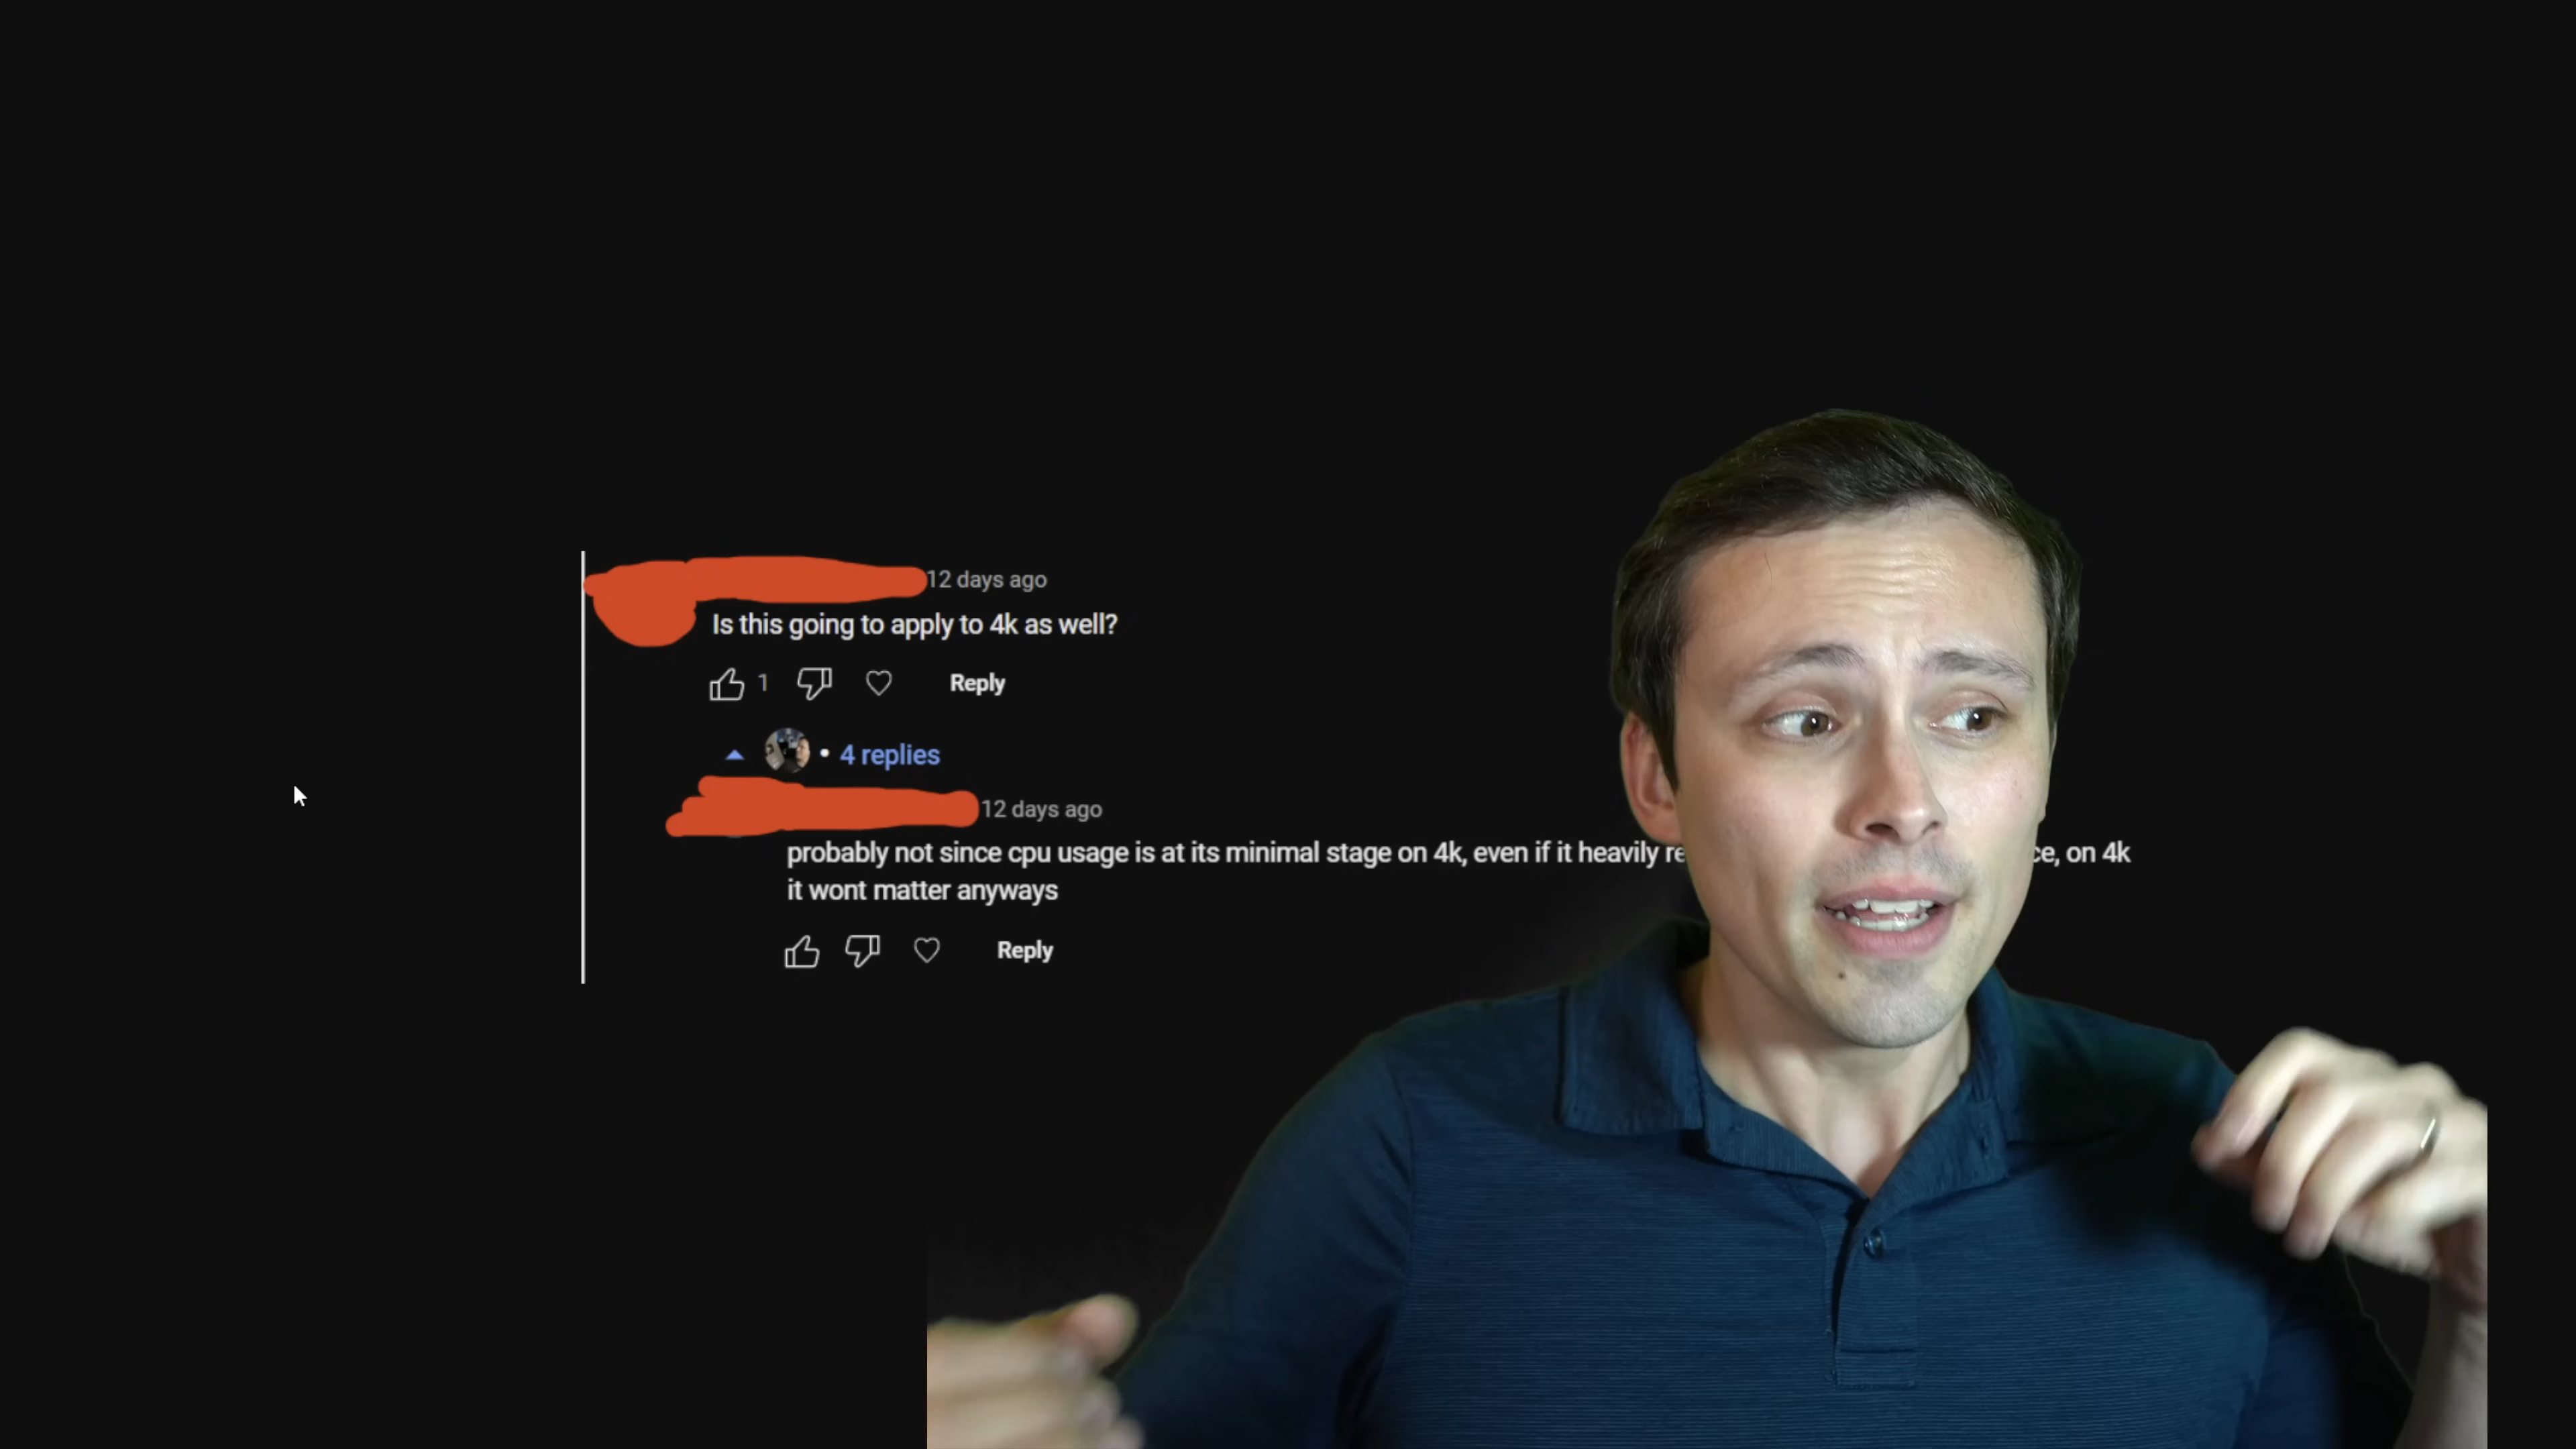 12 days ago
Is this going to apply to 4k as well?
1 Reply
4 replies
12 days ago
probably not since cpu usage is at its minimal stage on 4k, even if it heavily on 4k
it wont matter anyways
Reply